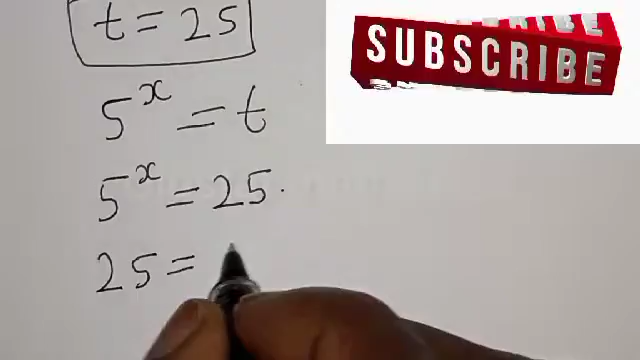 t = 25
SUBSCRIBE
5^x = t
5^x = 25.
25 =